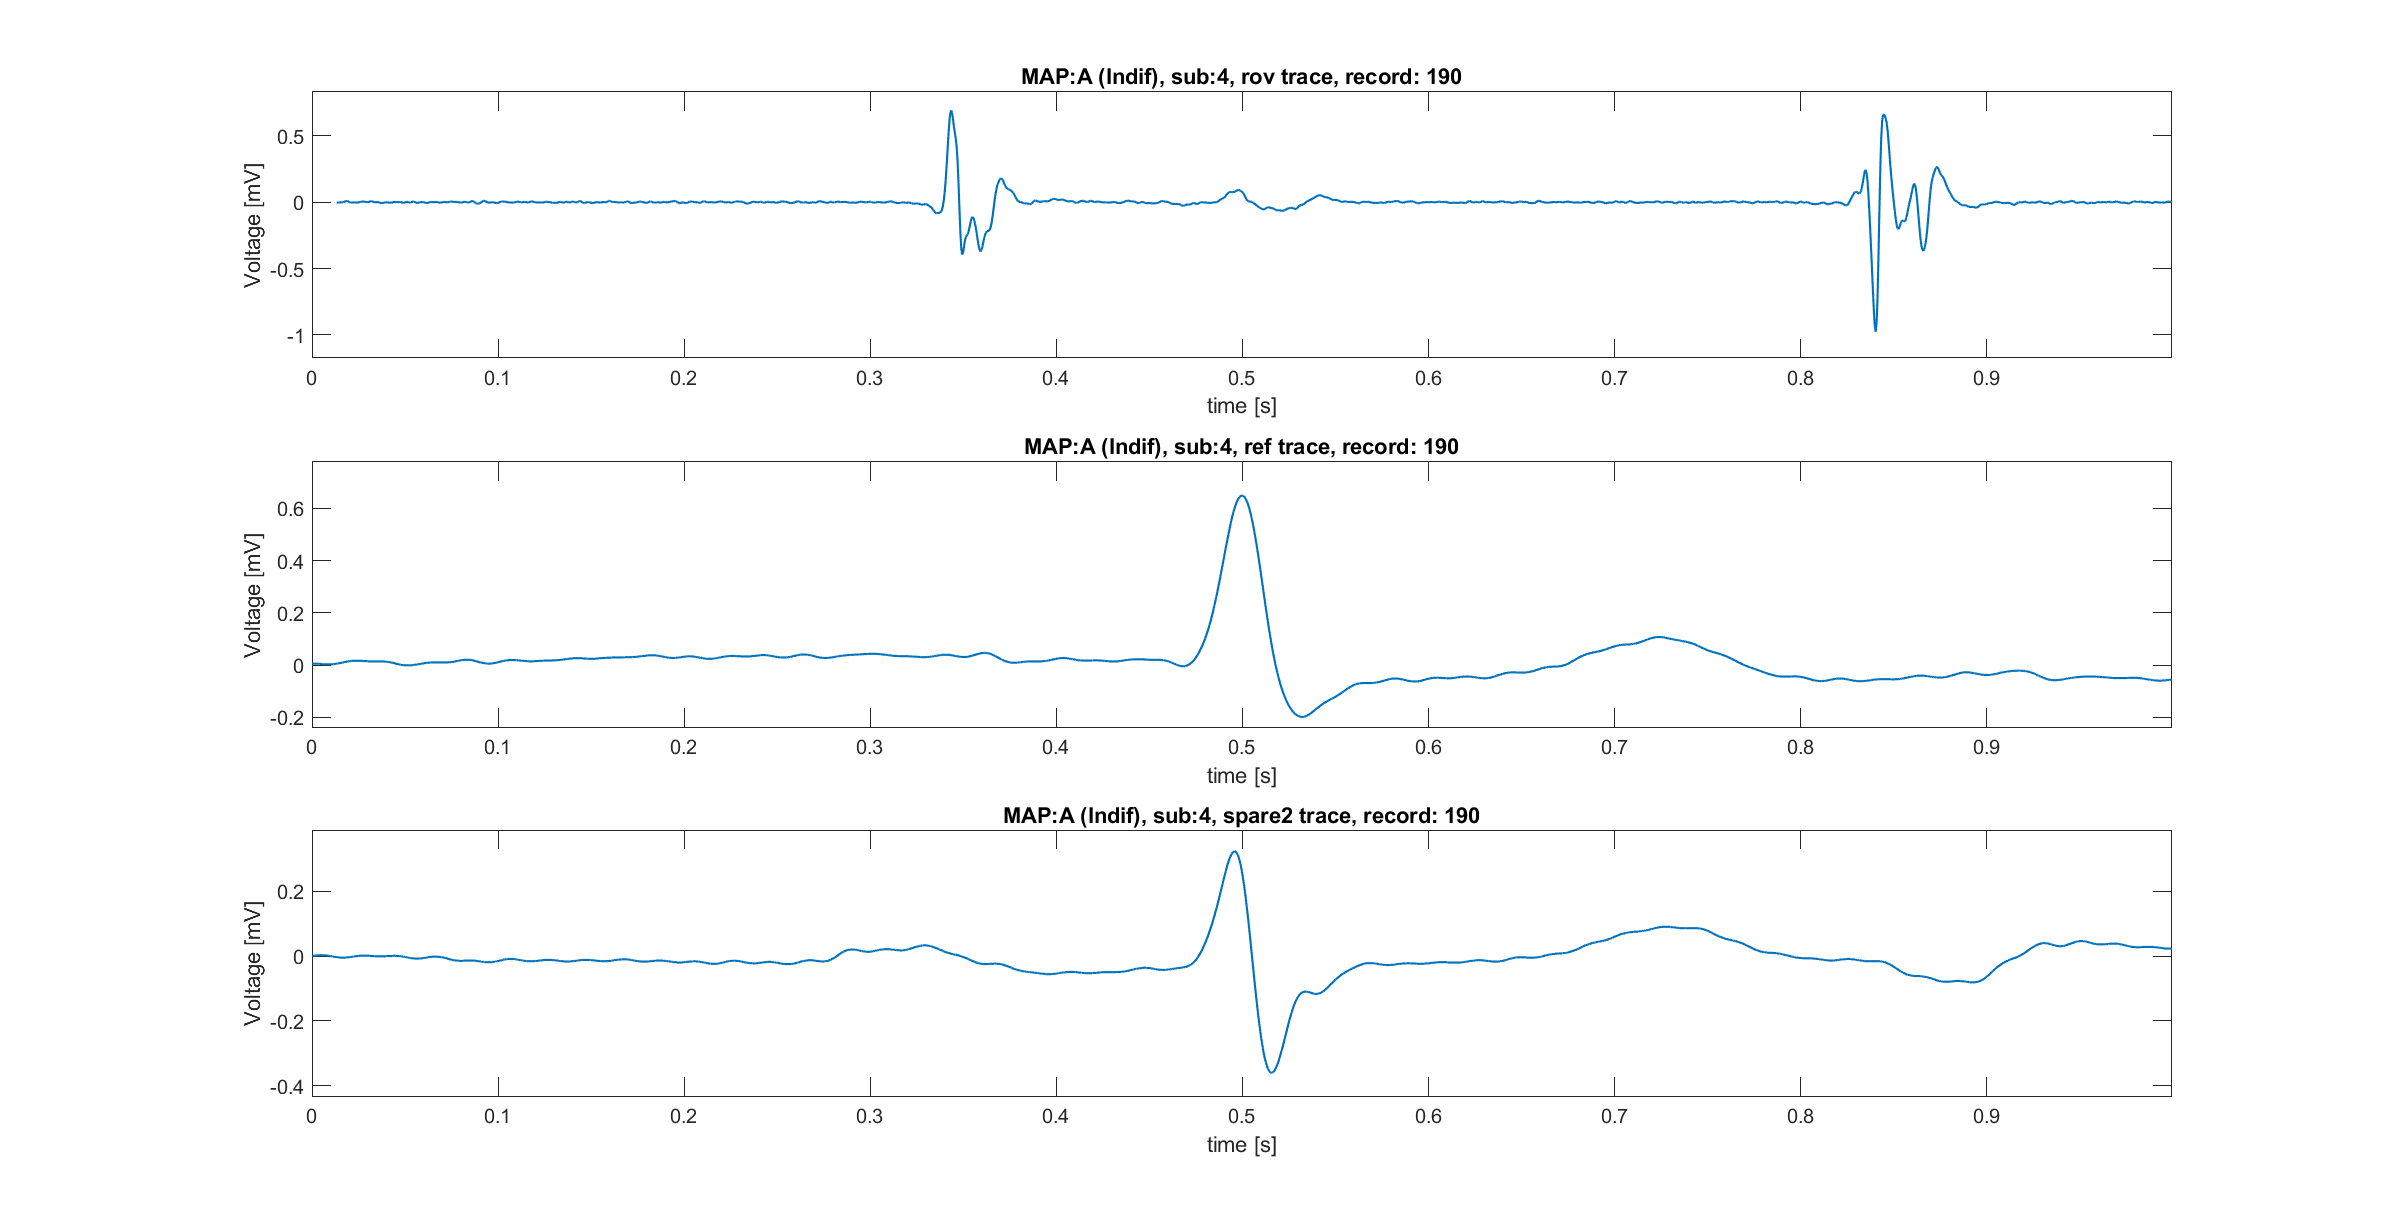 MAP:A (Indif), sub:4, rov trace, record: 190
Voltage [mV]
0.5
0
-0.5
-1
0 0.1 0.2 0.3 0.4 0.5 0.6 0.7 0.8 0.9
time [s]
MAP:A (Indif), sub:4, ref trace, record: 190
Voltage [mV]
0.6
0.4
0.2
0
-0.2
0 0.1 0.2 0.3 0.4 0.5 0.6 0.7 0.8 0.9
time [s]
MAP:A (Indif), sub:4, spare2 trace, record: 190
Voltage [mV]
0.2
0
-0.2
-0.4
0 0.1 0.2 0.3 0.4 0.5 0.6 0.7 0.8 0.9
time [s]